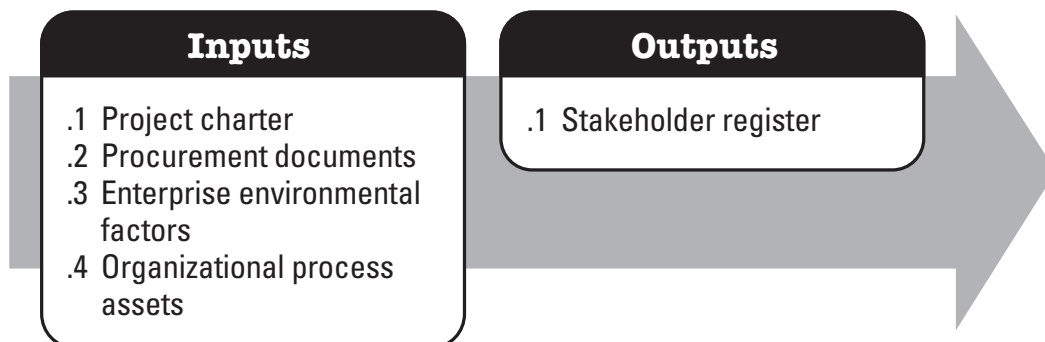 Inputs
.1 Project charter
.2 Procurement documents
.3 Enterprise environmental
factors
.4 Organizational process
assets
Outputs
.1 Stakeholder register